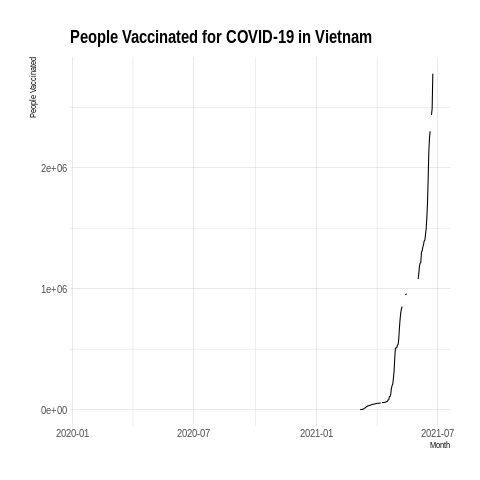 People Vaccinated for COVID-19 in Vietnam
People Vaccinated
2e+06
1e+06
0e+00
2020-01 2020-07 2021-01 2021-07
Month